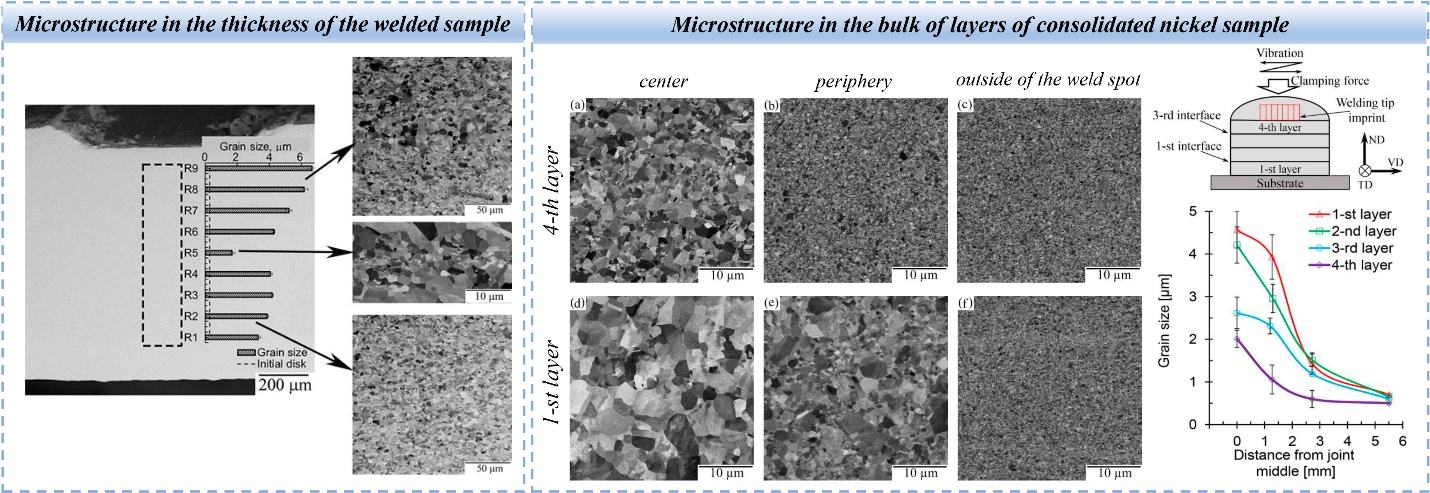 Microstructure in the thickness of the welded sample
Grain size, μm
0 2 4 6
R9
R8
R7
R6
R5
R4
R3
R2
R1
Grain size
Initial disk
200 μm
50 μm
10 μm
50 μm
Microstructure in the bulk of layers of consolidated nickel sample
center
periphery
outside of the weld spot
4-th layer
(a)
10 μm
(b)
10 μm
(c)
10 μm
1-st layer
(d)
10 μm
(e)
10 μm
(f)
10 μm
Vibration
Clamping force
Welding tip
imprint
3-rd interface
4-th layer
1-st interface
1-st layer
Substrate
ND
VD
TD
1-st layer
2-nd layer
3-rd layer
4-th layer
Grain size [μm]
5
4
3
2
1
0
0 1 2 3 4 5 6
Distance from joint
middle [mm]